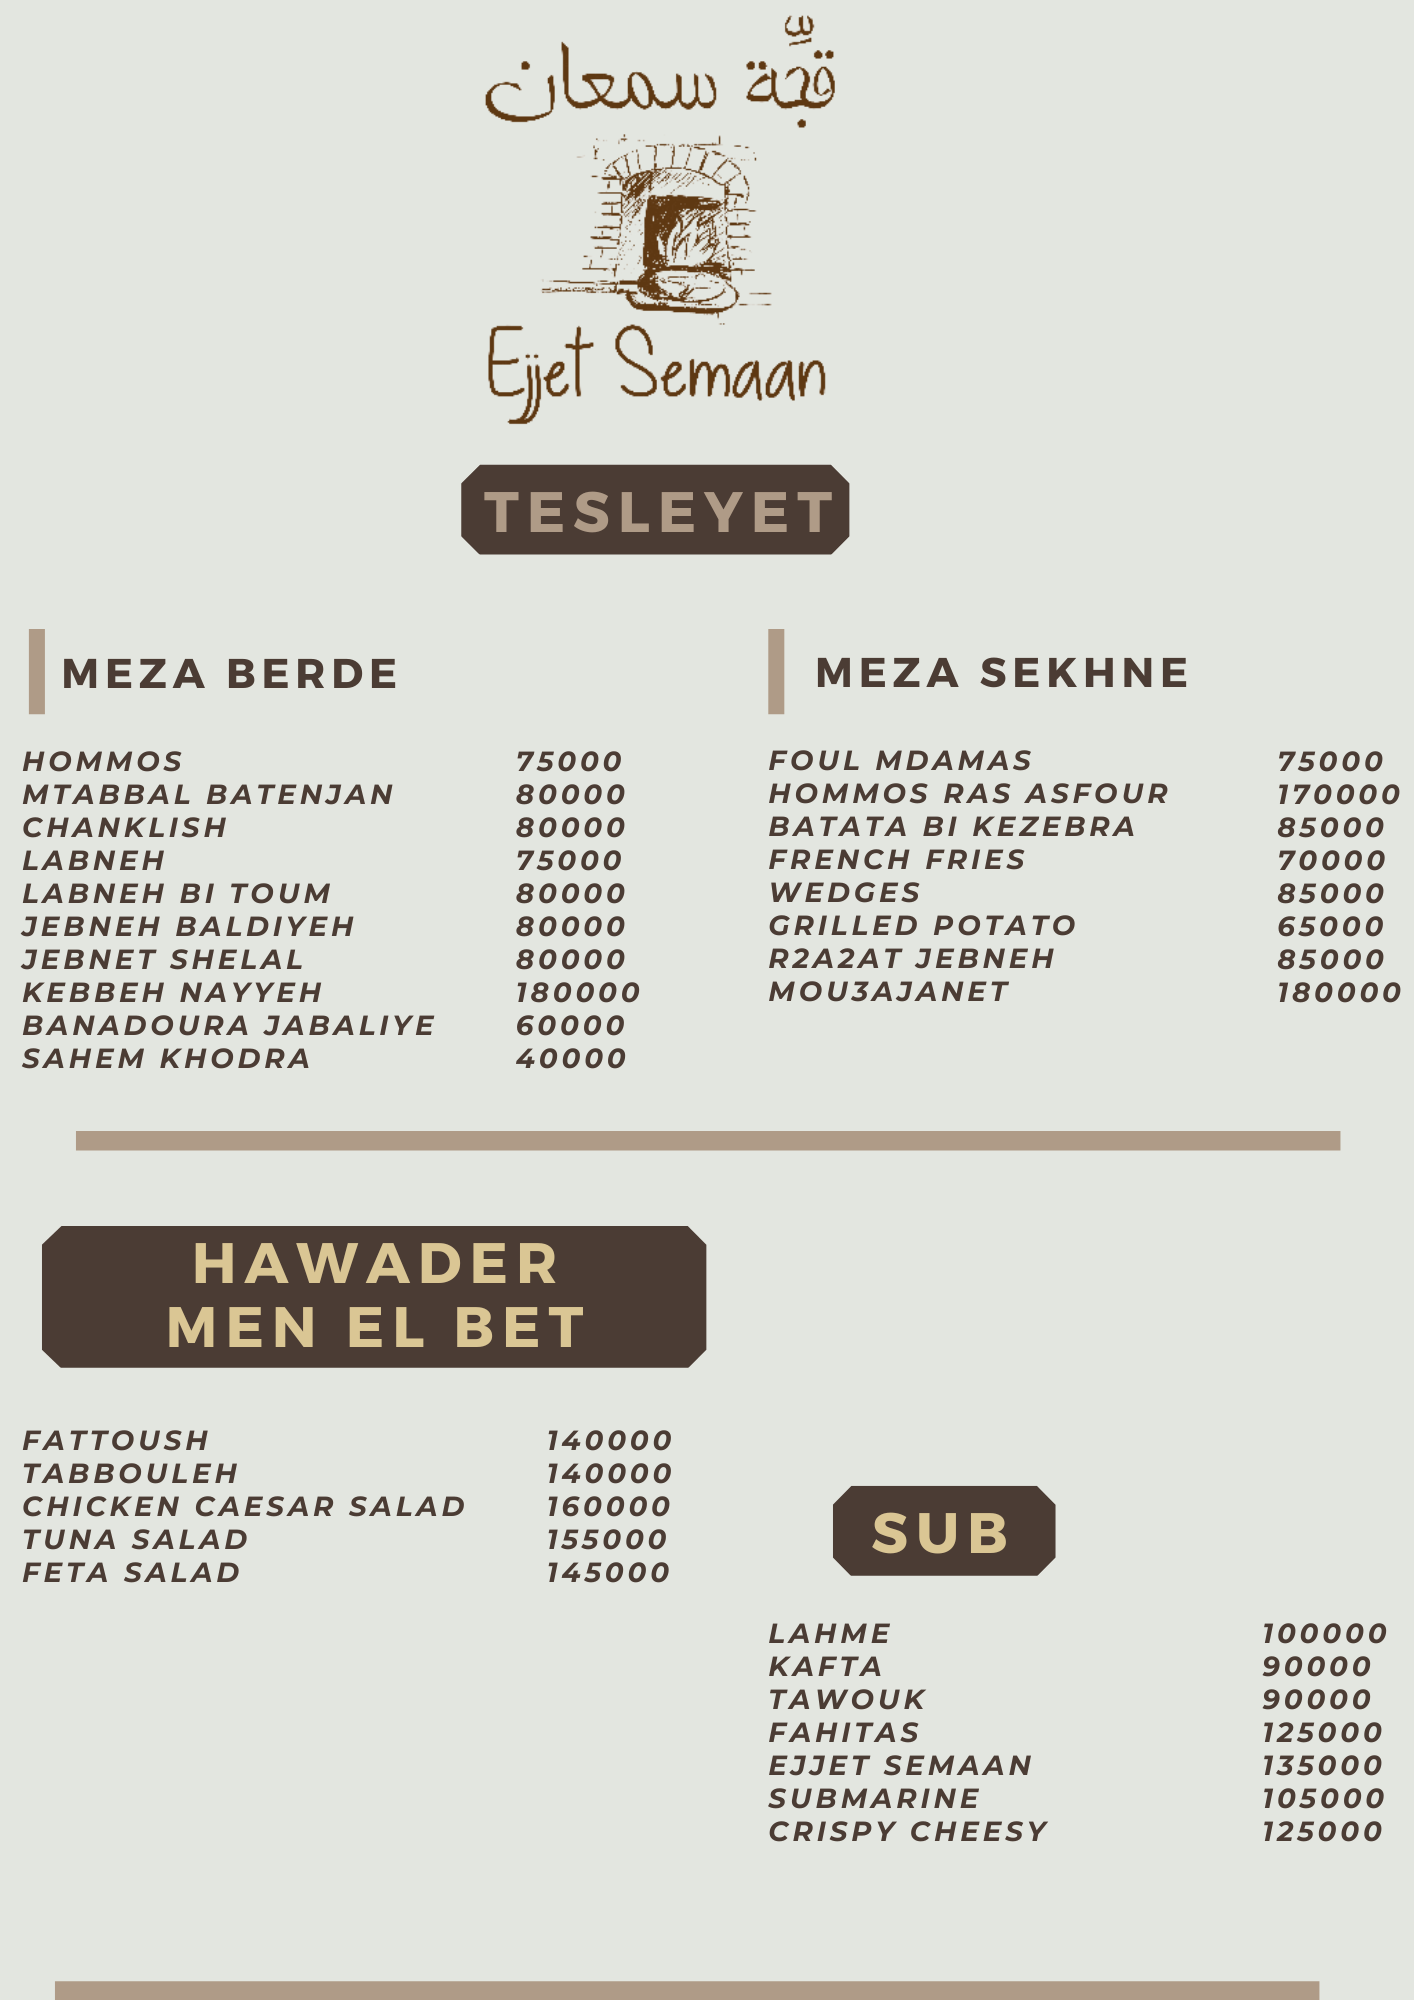 قجّة سمعان
Ejjet Semaan
TESLEYET
MEZA BERDE
HOMMOS 75000
MTABBAL BATENJAN 80000
CHANKLISH 80000
LABNEH 75000
LABNEH BI TOUM 80000
JEBNEH BALDIYEH 80000
JEBNET SHELAL 80000
KEBBEH NAYYEH 180000
BANADOURA JABALIYE 60000
SAHEM KHODRA 40000
MEZA SEKHNE
FOUL MDAMAS 75000
HOMMOS RAS ASFOUR 170000
BATATA BI KEZEBRA 85000
FRENCH FRIES 70000
WEDGES 85000
GRILLED POTATO 65000
R2A2AT JEBNEH 85000
MOU3AJANET 180000
HAWADER
MEN EL BET
FATTOUSH 140000
TABBOULEH 140000
CHICKEN CAESAR SALAD 160000
TUNA SALAD 155000
FETA SALAD 145000
SUB
LAHME 100000
KAFTA 90000
TAWOUK 90000
FAHITAS 125000
EJJET SEMAAN 135000
SUBMARINE 105000
CRISPY CHEESY 125000